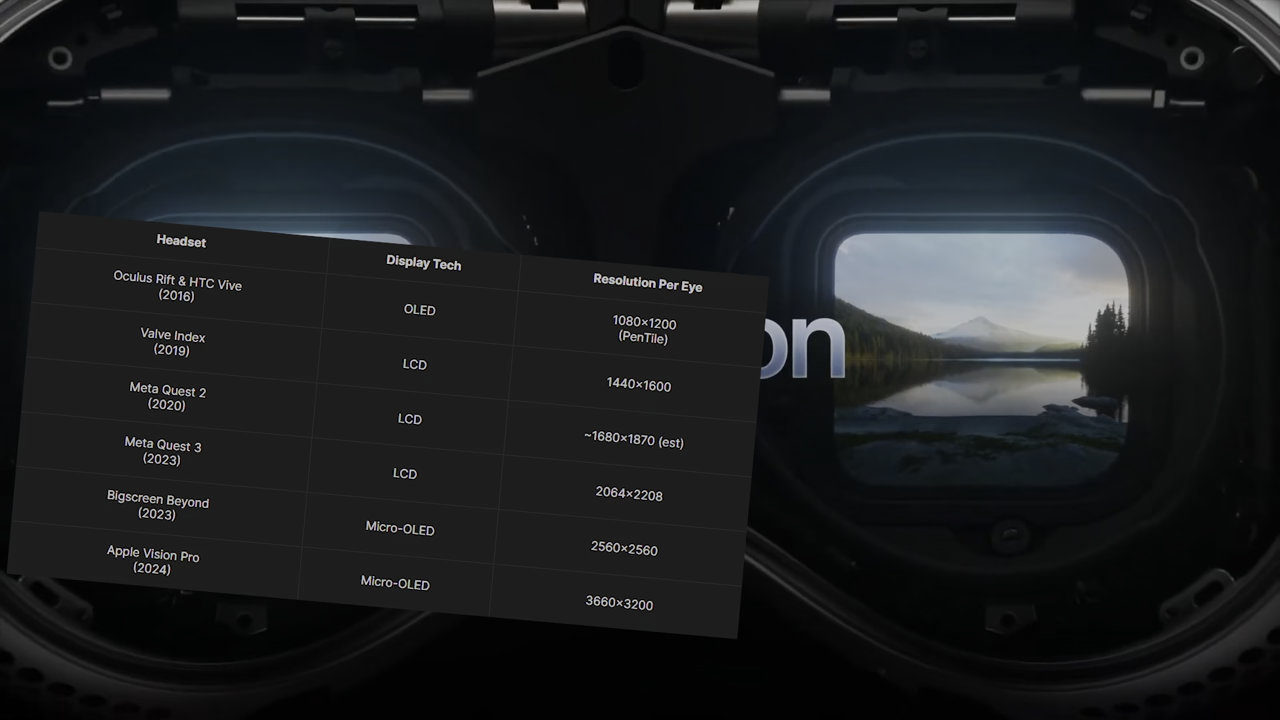 Headset Display Tech Resolution Per Eye
Oculus Rift & HTC Vive
(2016)
OLED
1080×1200
(PenTile)
Valve Index
(2019)
LCD
1440×1600
Meta Quest 2
(2020)
LCD
~1680×1870 (est)
Meta Quest 3
(2023)
LCD
2064×2208
Bigscreen Beyond
(2023)
Micro-OLED
2560×2560
Apple Vision Pro
(2024)
Micro-OLED
3660×3200
on